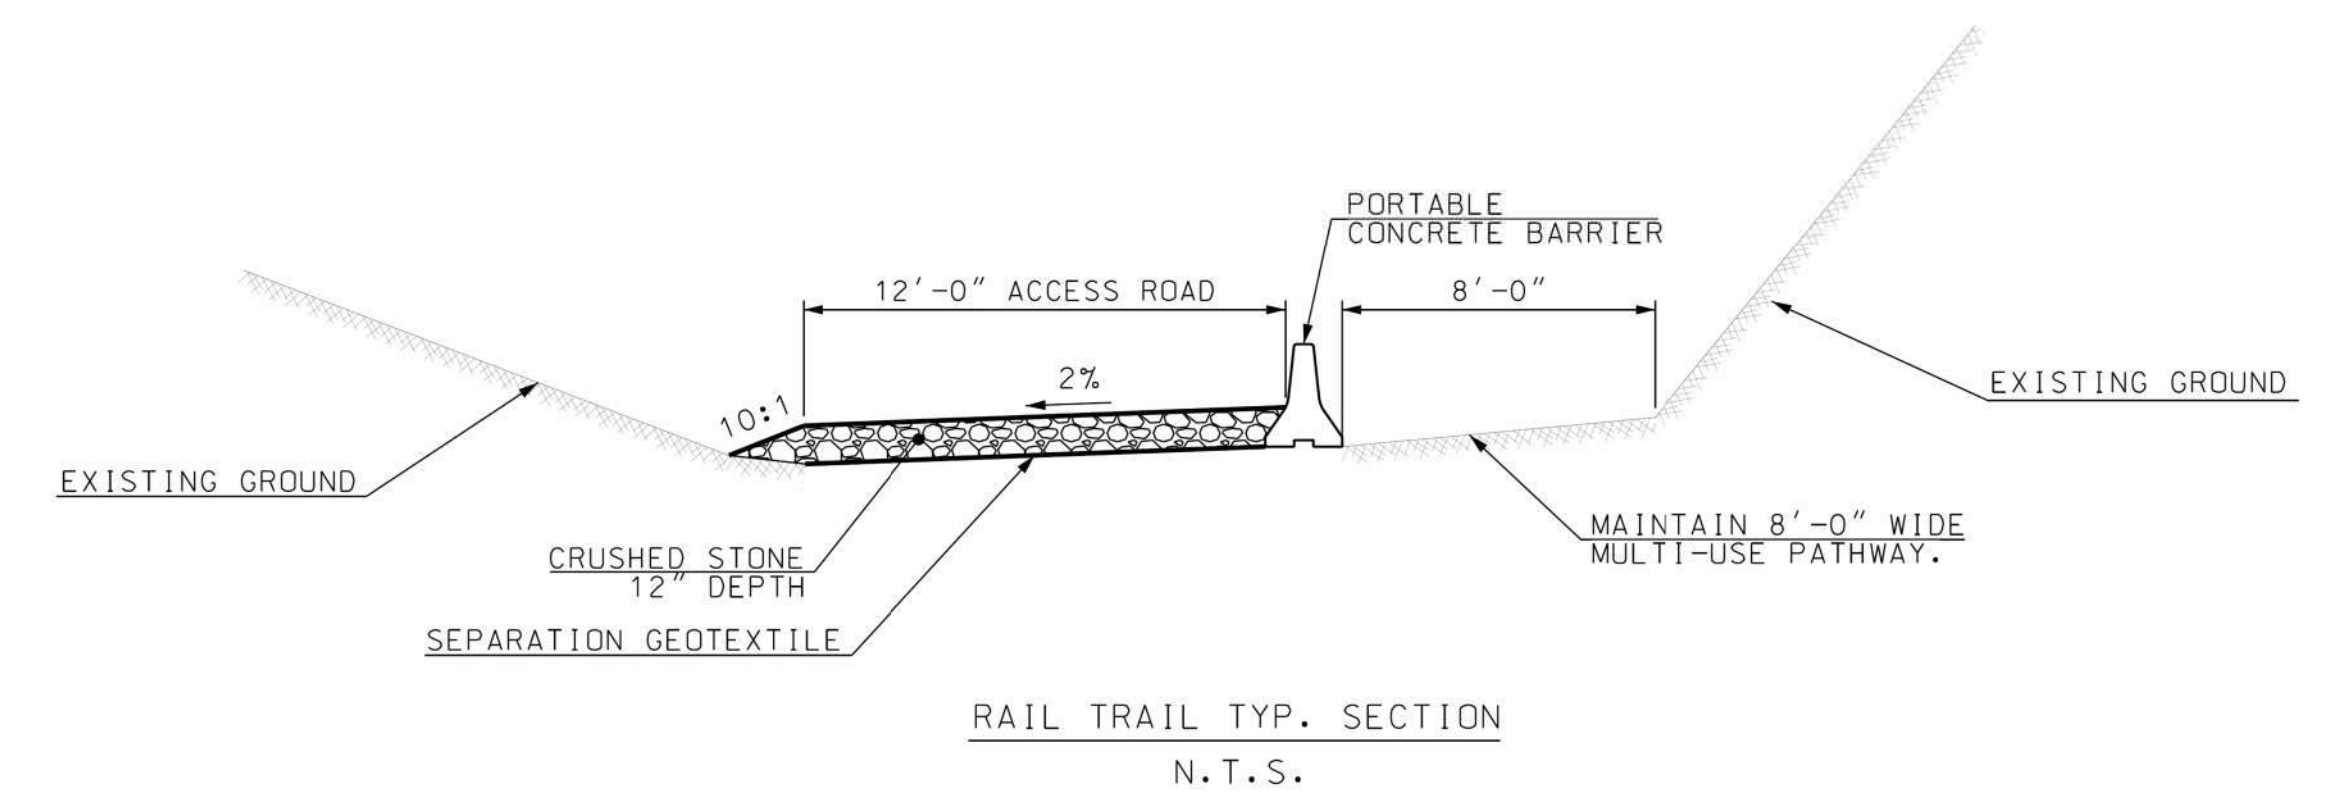 PORTABLE
CONCRETE BARRIER
12'-0" ACCESS ROAD
8'-0"
2%
10:1
EXISTING GROUND
EXISTING GROUND
MAINTAIN 8'-0" WIDE
MULTI-USE PATHWAY.
CRUSHED STONE
12" DEPTH
SEPARATION GEOTEXTILE
RAIL TRAIL TYP. SECTION
N.T.S.